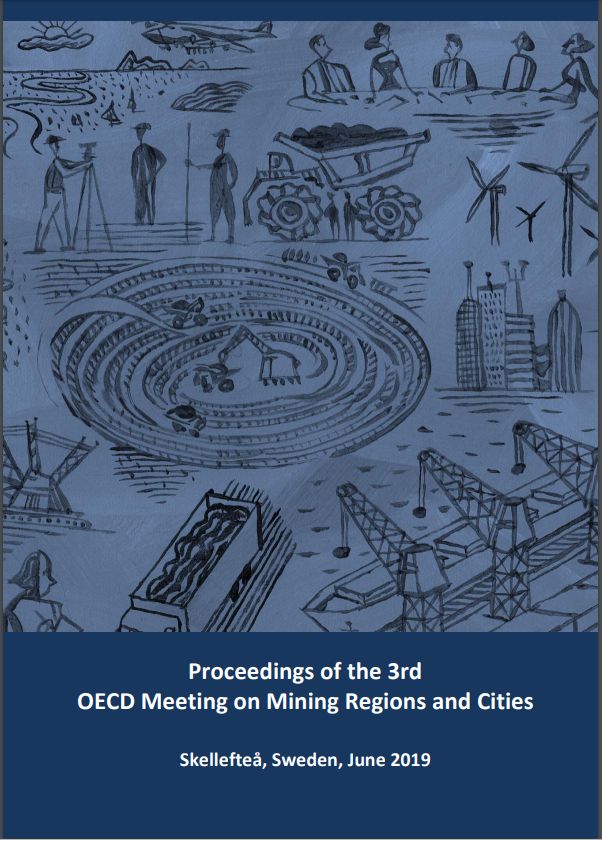 Proceedings of the 3rd
OECD Meeting on Mining Regions and Cities
Skellefteå, Sweden, June 2019